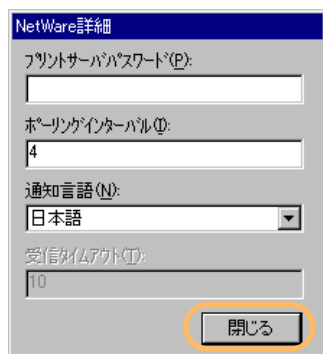 NetWare詳細
ﾌﾟﾘﾝﾄｻｰﾊﾞﾊﾟｽﾜｰﾄﾞ(P):
ﾎﾟｰﾘﾝｸﾞｲﾝﾀｰﾊﾞﾙ(I):
4
通知言語(N):
日本語
受信ﾀｲﾑｱｳﾄ(T):
10
閉じる